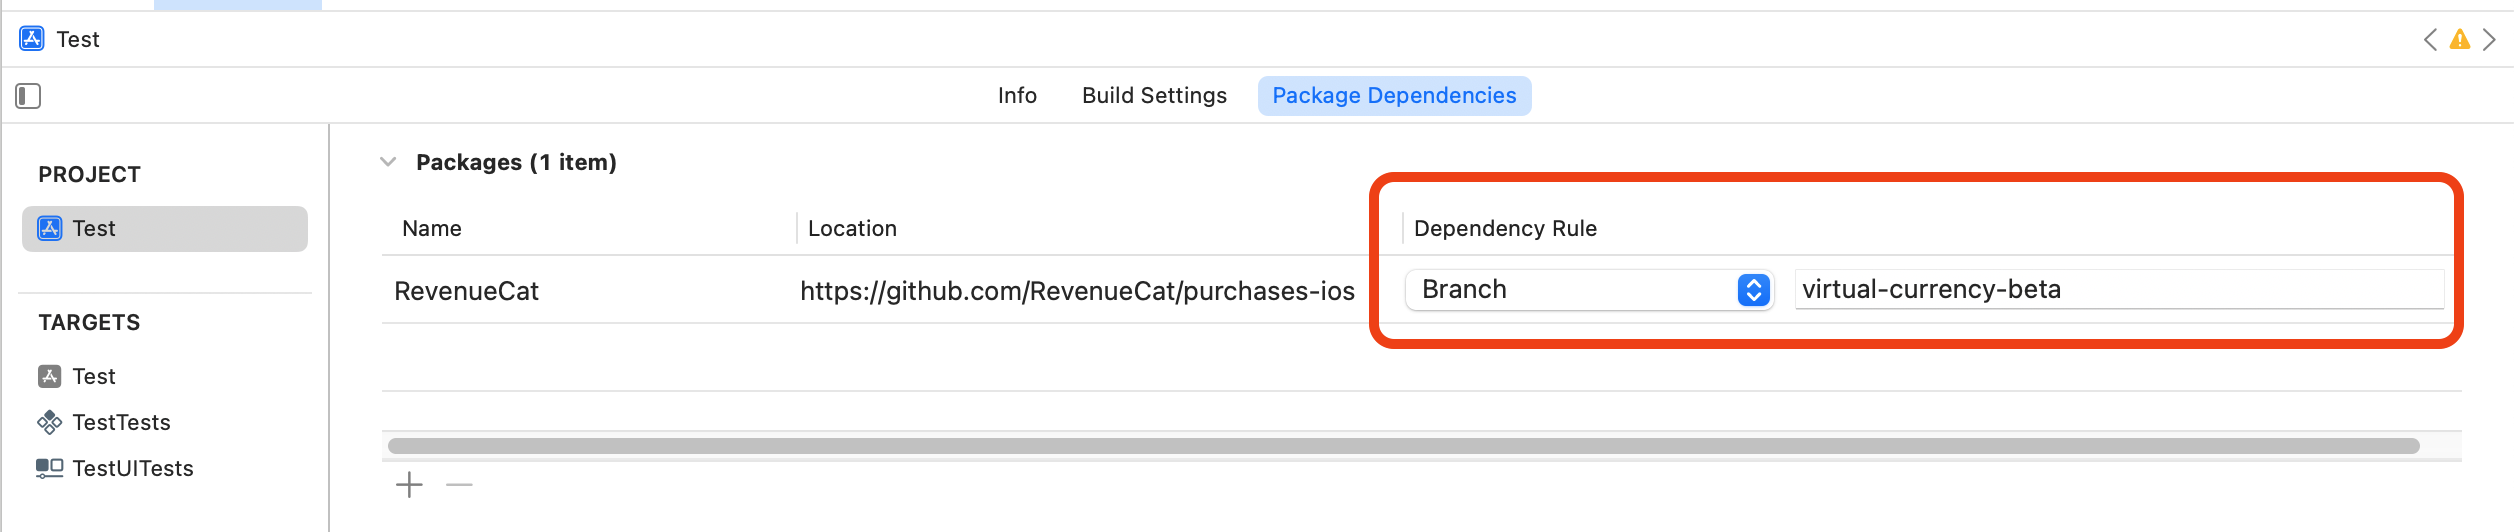 Test
Info Build Settings Package Dependencies
PROJECT
Test
TARGETS
Test
TestTests
TestUITests
Packages (1 item)
Name Location Dependency Rule
RevenueCat https://github.com/RevenueCat/purchases-ios Branch virtual-currency-beta